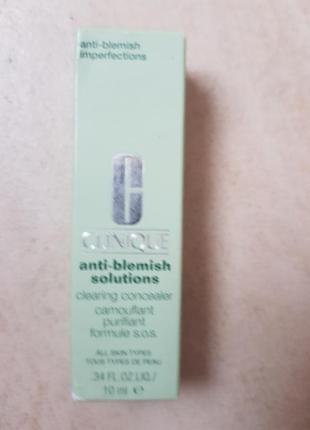 anti-blemish
imperfections
CLINIQUE
anti-blemish
solutions
clearing concealer
camouflant
purifiant
formule s.o.s.
ALL SKIN TYPES
TOUS TYPES DE PEAU
.34 FL.OZ.LIQ./
10 ml ℮